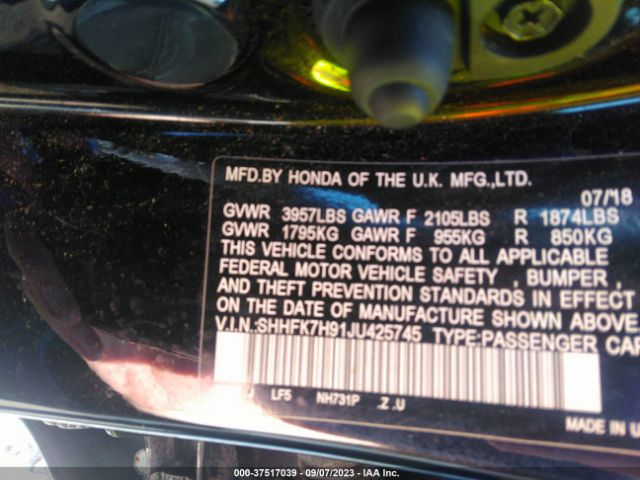 MFD.BY HONDA OF THE U.K. MFG.,LTD.
07/18
GVWR 3957LBS GAWR F 2105LBS R 1874LBS
GVWR 1795KG GAWR F 955KG R 850KG
THIS VEHICLE CONFORMS TO ALL APPLICABLE
FEDERAL MOTOR VEHICLE SAFETY , BUMPER ,
AND THEFT PREVENTION STANDARDS IN EFFECT
ON THE DATE OF MANUFACTURE SHOWN ABOVE
V.I.N.:SHHFK7H91JU425745 TYPE:PASSENGER CAR
LF5 NH731P .Z .U
MADE IN
000-37517039 - 09/07/2023 - IAA Inc.